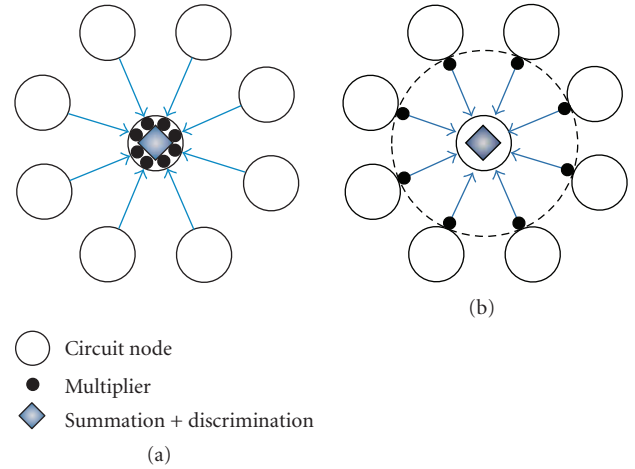 (b)
Circuit node
Multiplier
Summation + discrimination
(a)